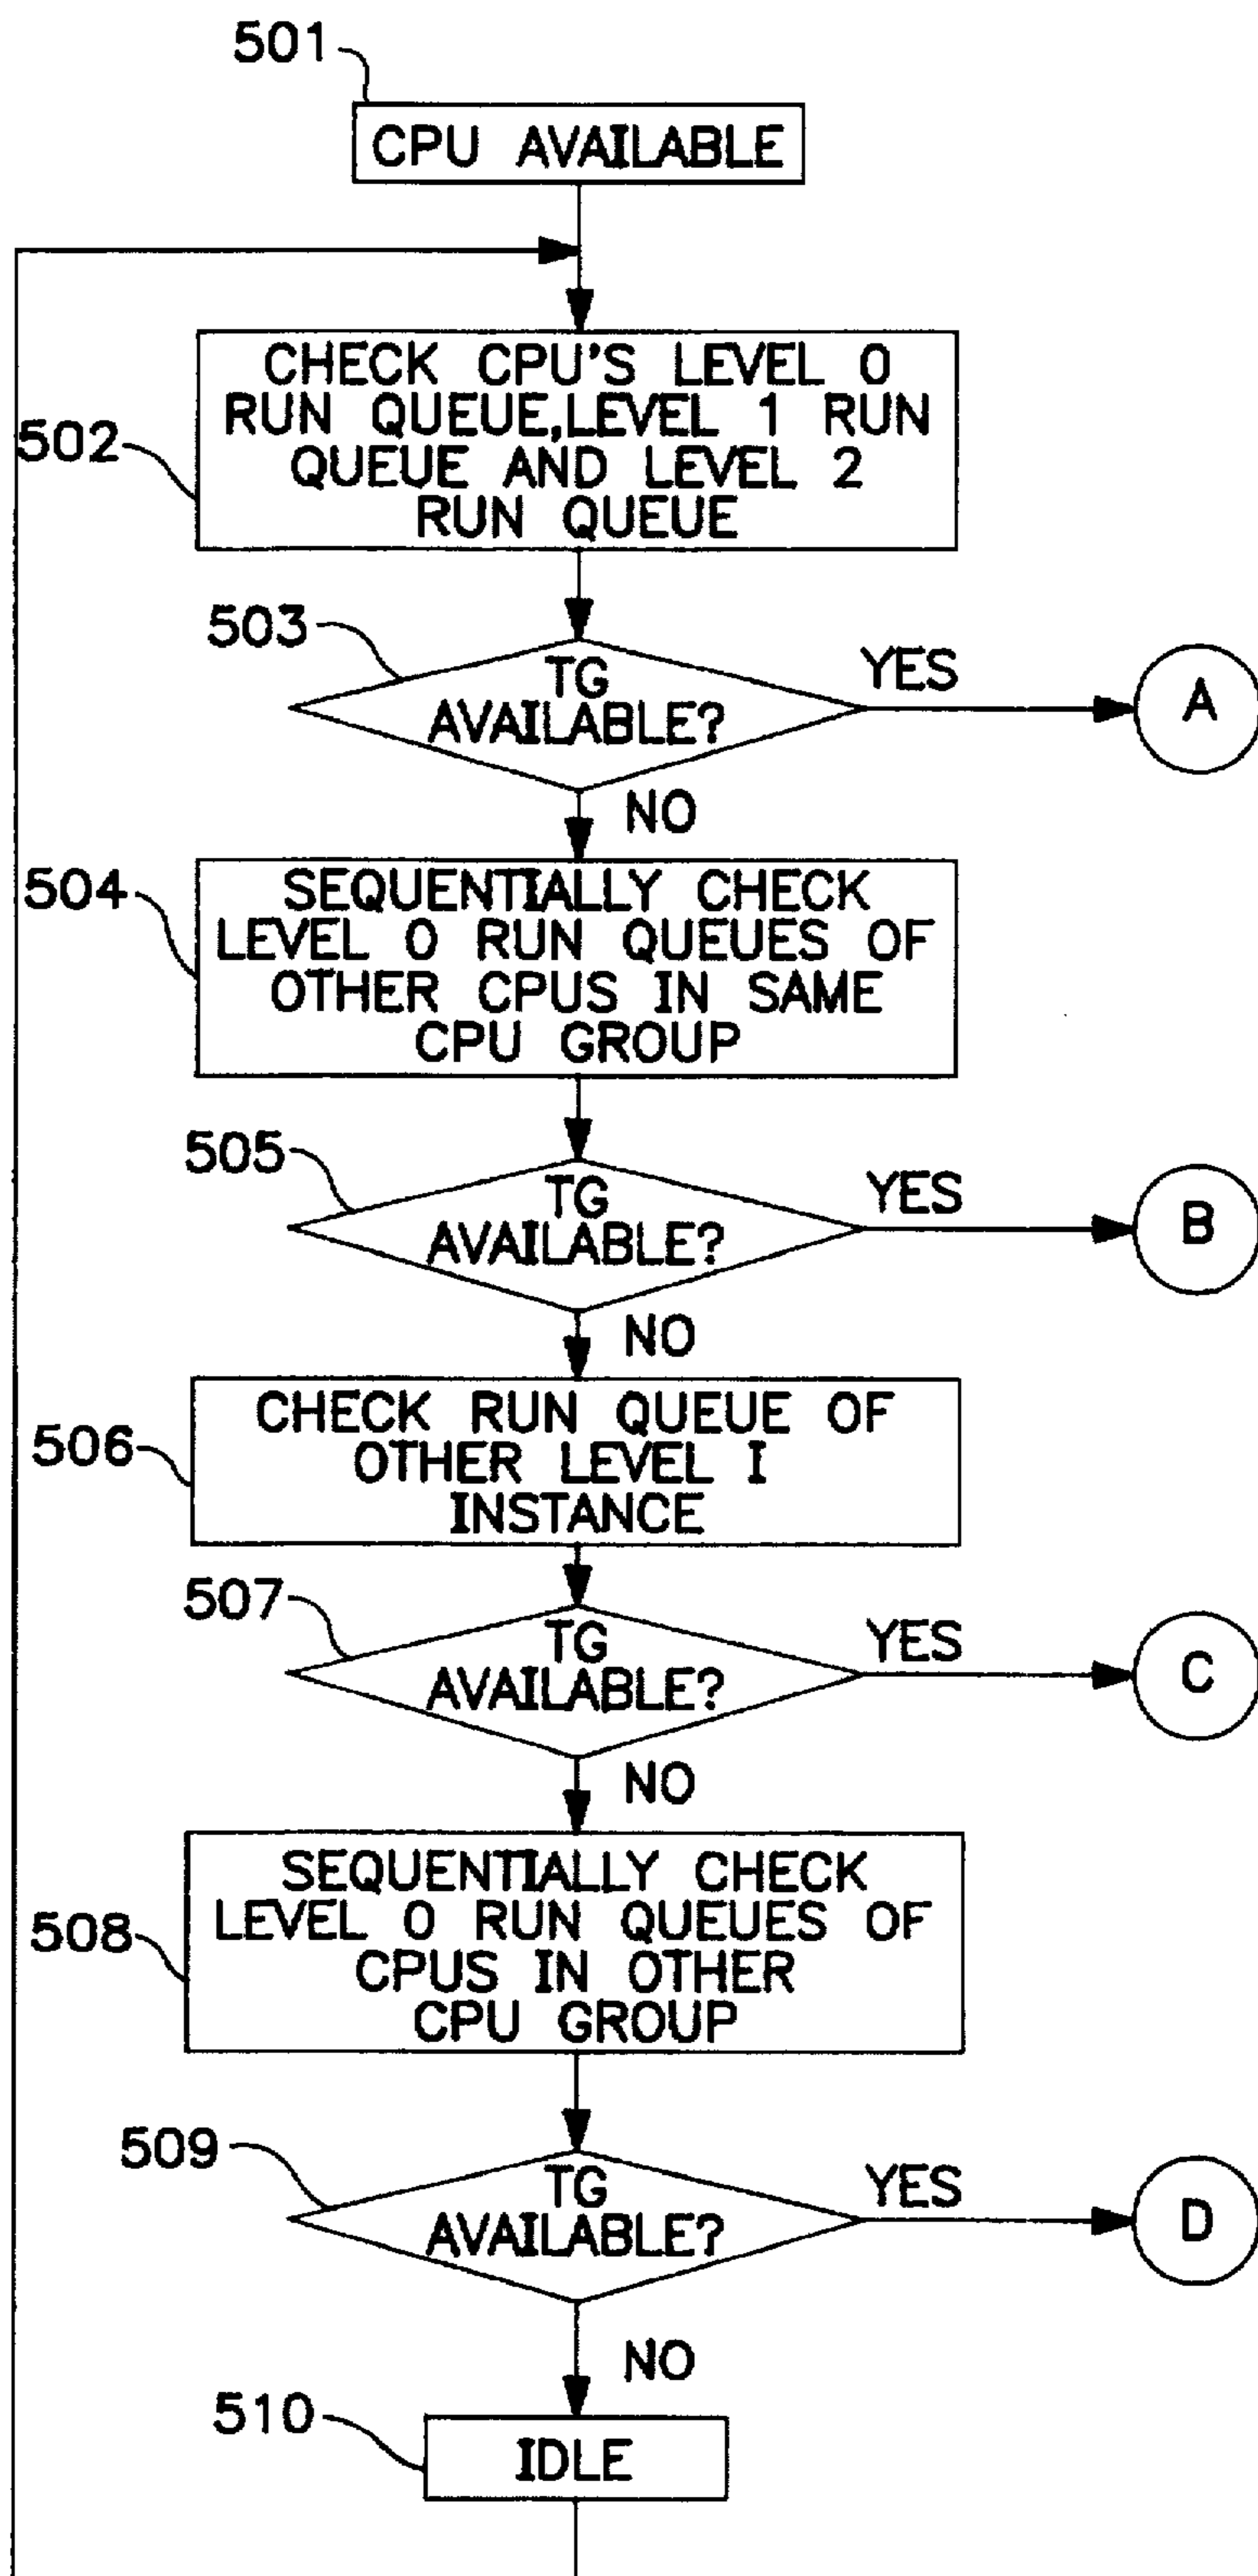 501
CPU AVAILABLE
CHECK CPU'S LEVEL 0
RUN QUEUE,LEVEL 1 RUN
QUEUE AND LEVEL 2
RUN QUEUE
502
503
TG
AVAILABLE?
YES
A
NO
504
SEQUENTIALLY CHECK
LEVEL 0 RUN QUEUES OF
OTHER CPUS IN SAME
CPU GROUP
505
TG
AVAILABLE?
YES
B
NO
506
CHECK RUN QUEUE OF
OTHER LEVEL I
INSTANCE
507
TG
AVAILABLE?
YES
C
NO
508
SEQUENTIALLY CHECK
LEVEL 0 RUN QUEUES OF
CPUS IN OTHER
CPU GROUP
509
TG
AVAILABLE?
YES
D
NO
510
IDLE